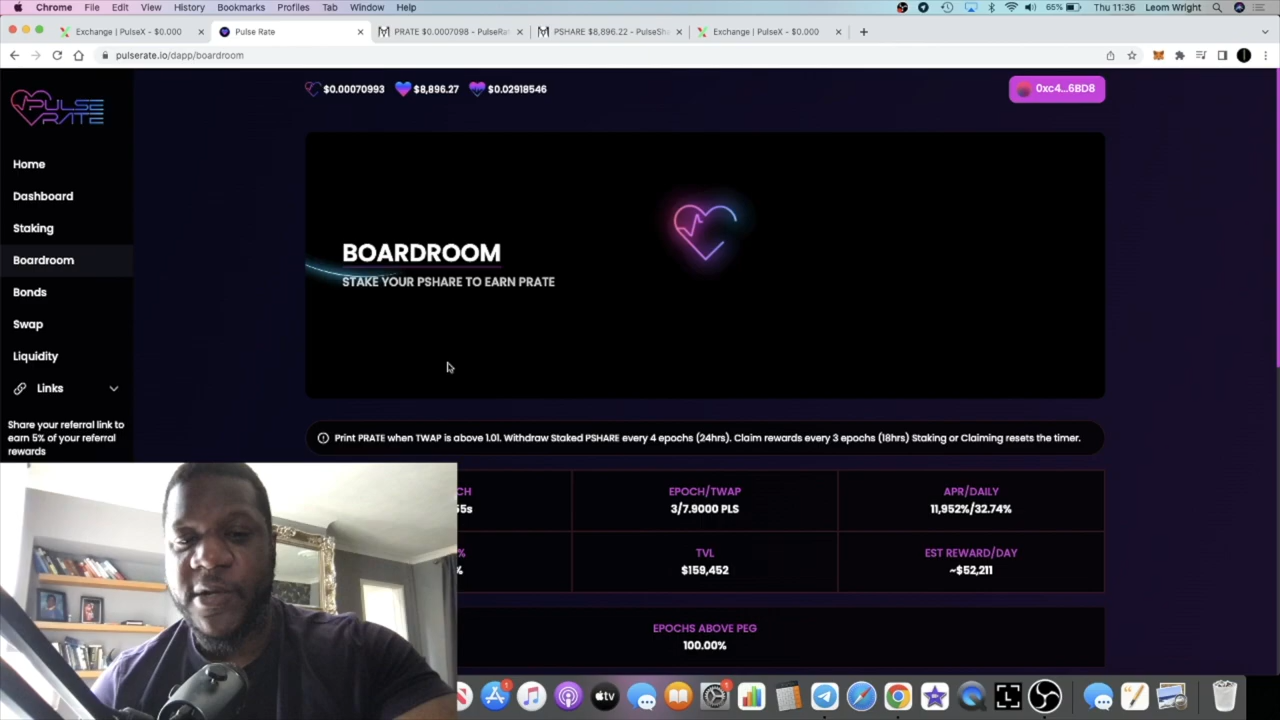 Chrome File Edit View History Bookmarks Profiles Tab Window Help 65% Thu 11:36 Leom Wright
Exchange | PulseX - $0.000 Pulse Rate PRATE $0.0007098 - PulseRa PSHARE $8,896.22 - PulseSh Exchange | PulseX - $0.000
pulserate.io/dapp/boardroom
PULSE
RATE
$0.00070993 $8,896.27 $0.02918546 0xc4...6BD8
Home
Dashboard
Staking
Boardroom
Bonds
Swap
Liquidity
Links
Share your referral link to
earn 5% of your referral
rewards
BOARDROOM
STAKE YOUR PSHARE TO EARN PRATE
Print PRATE when TWAP is above 1.01. Withdraw Staked PSHARE every 4 epochs (24hrs). Claim rewards every 3 epochs (18hrs) Staking or Claiming resets the timer.
CH EPOCH/TWAP APR/DAILY
55s 3/7.9000 PLS 11,952%/32.74%
% TVL EST REWARD/DAY
% $159,452 ~$52,211
EPOCHS ABOVE PEG
100.00%
tv